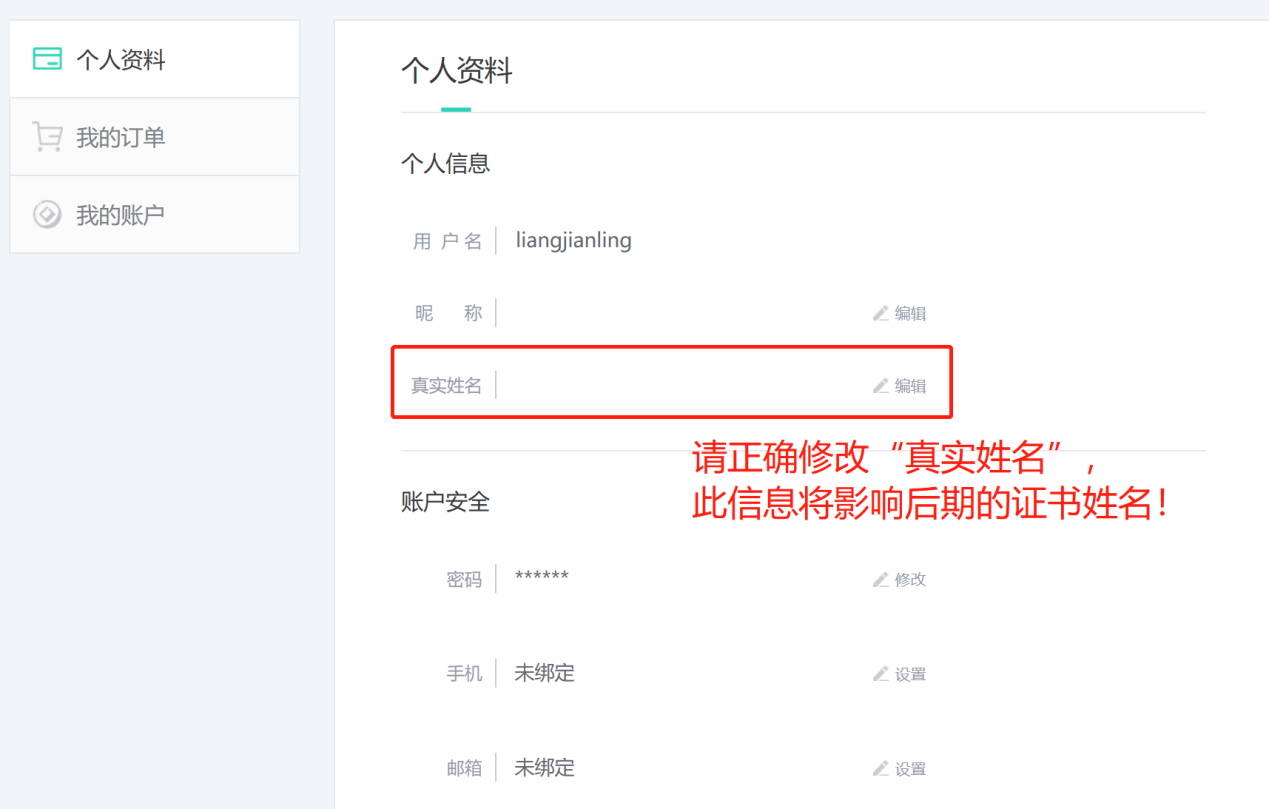 个人资料
我的订单
我的账户
个人资料
个人信息
用户名 liangjianling
昵称 编辑
真实姓名 编辑
请正确修改“真实姓名”,
此信息将影响后期的证书姓名!
账户安全
密码 ****** 修改
手机 未绑定 设置
邮箱 未绑定 设置